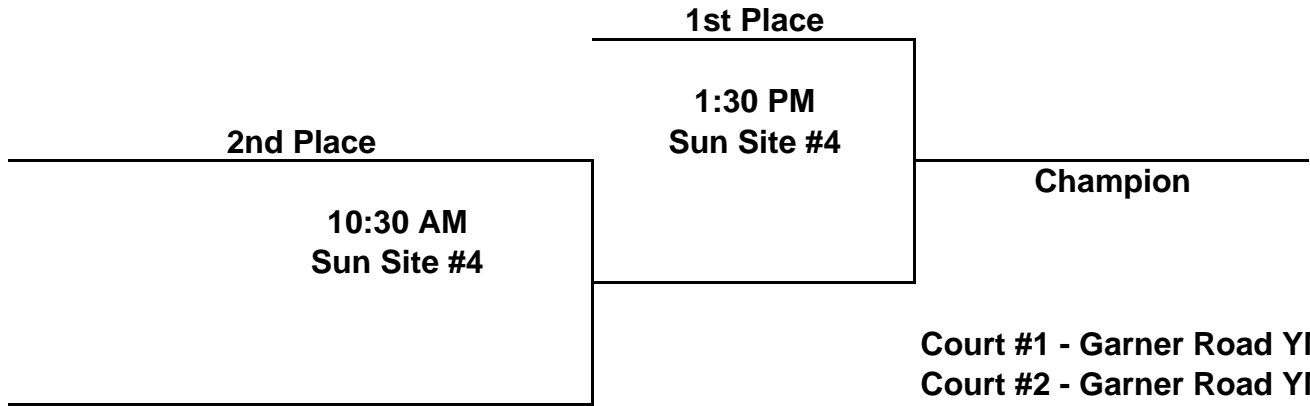 1st Place
1:30 PM
2nd Place
Sun Site #4
Champion
10:30 AM
Sun Site #4
Court #1 - Garner Road
Court #2 - Garner Road